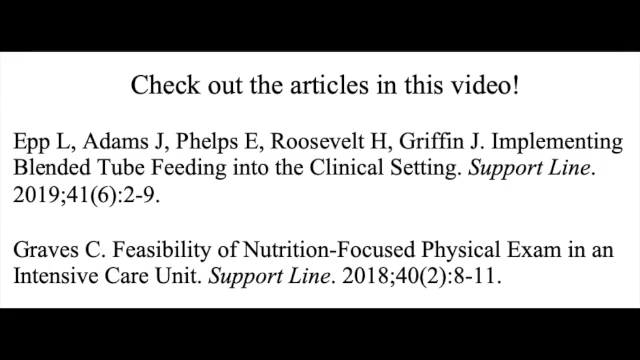 Check out the articles in this video!
Epp L, Adams J, Phelps E, Roosevelt H, Griffin J. Implementing
Blended Tube Feeding into the Clinical Setting. Support Line.
2019;41(6):2-9.
Graves C. Feasibility of Nutrition-Focused Physical Exam in an
Intensive Care Unit. Support Line. 2018;40(2):8-11.